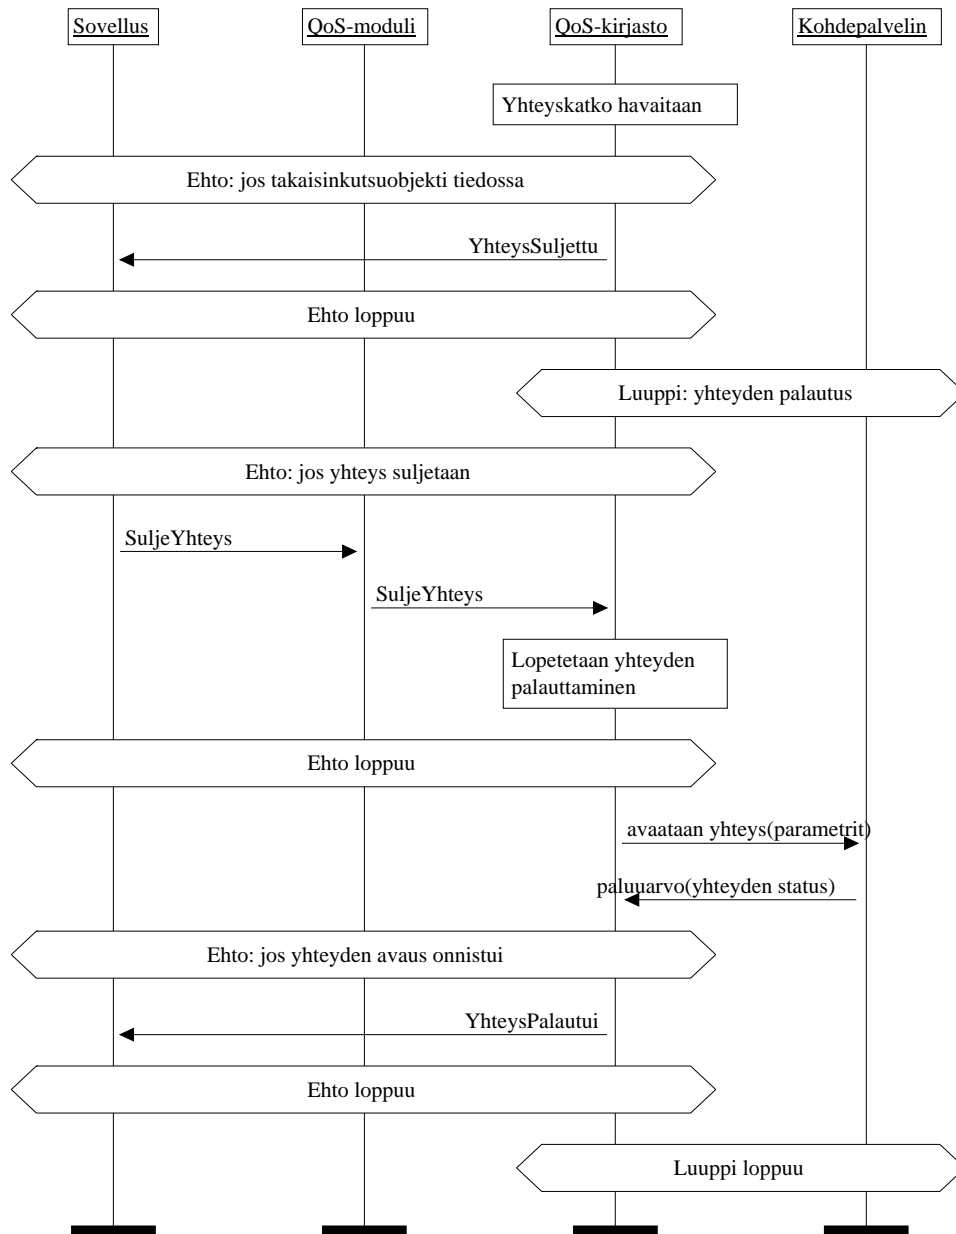 Sovellus
QoS-moduli
QoS-kirjasto
Kohdepalvelin
Yhteyskatko havaitaan
Ehto: jos takaisinkutsuobjekti tiedossa
YhteysSuljettu
Ehto loppuu
Luuppi: yhteyden palautus
Ehto: jos yhteys suljetaan
SuljeYhteys
SuljeYhteys
Lopetetaan yhteyden
palauttaminen
Ehto loppuu
avaataan yhteys(parametrit)
paluuarvo(yhteyden status)
Ehto: jos yhteyden avaus onnistui
YhteysPalautui
Ehto loppuu
Luuppi loppuu